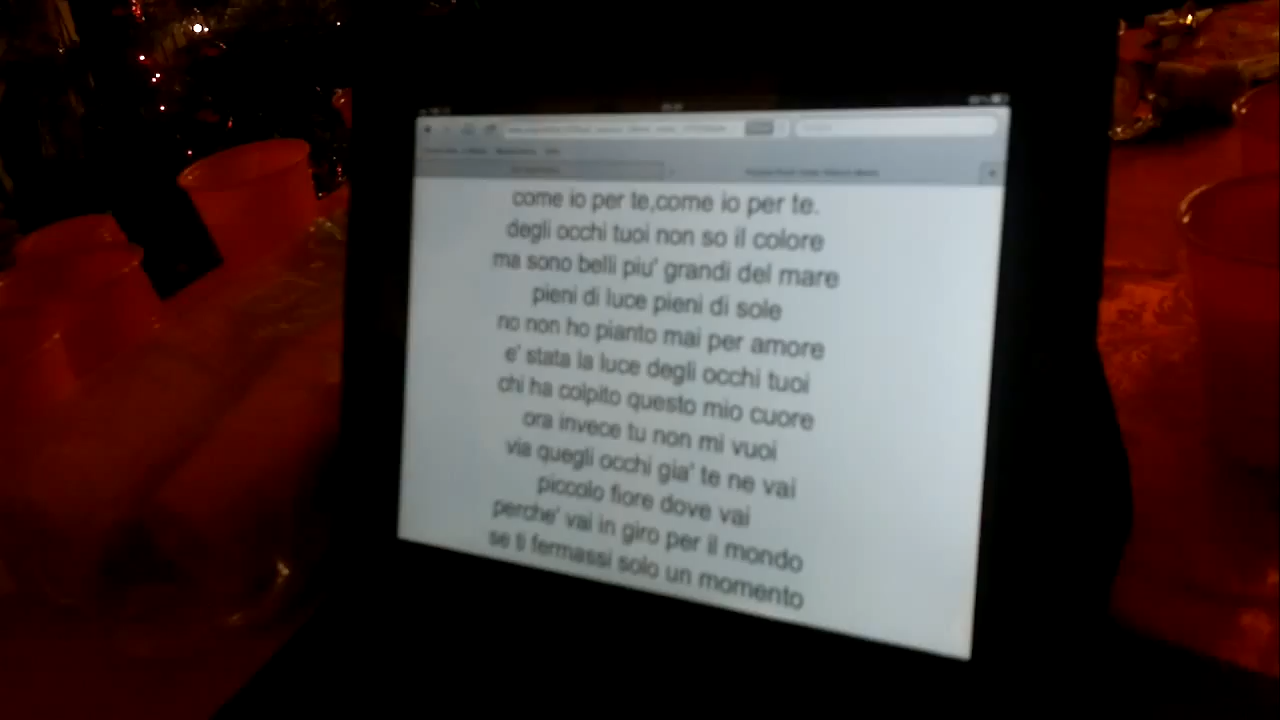 come io per te,come io per te.
degli occhi tuoi non so il colore
ma sono belli piu' grandi del mare
pieni di luce pieni di sole
no non ho pianto mai per amore
e' stata la luce degli occhi tuoi
chi ha colpito questo mio cuore
ora invece tu non mi vuoi
via quegli occhi gia' te ne vai
piccolo fiore dove vai
perche' vai in giro per il mondo
se ti fermassi solo un momento